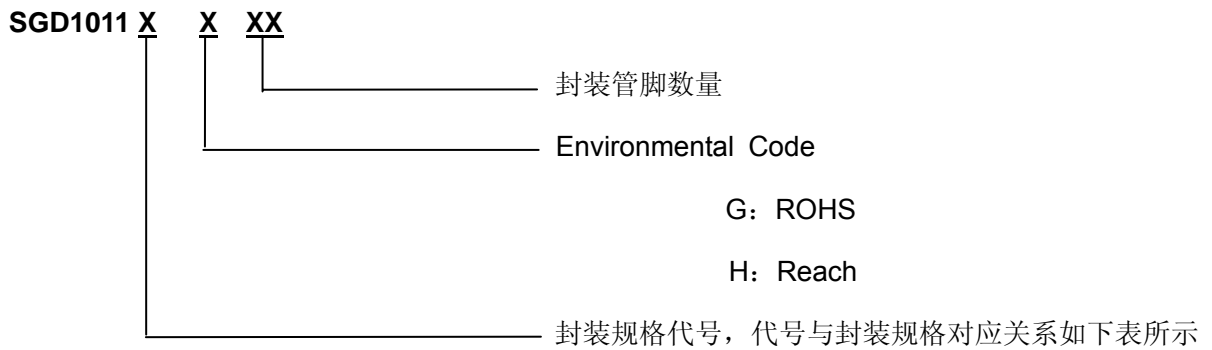 SGD1011 X X XX
封装管脚数量
Environmental Code
G：ROHS
H：Reach
封装规格代号，代号与封装规格对应关系如下表所示